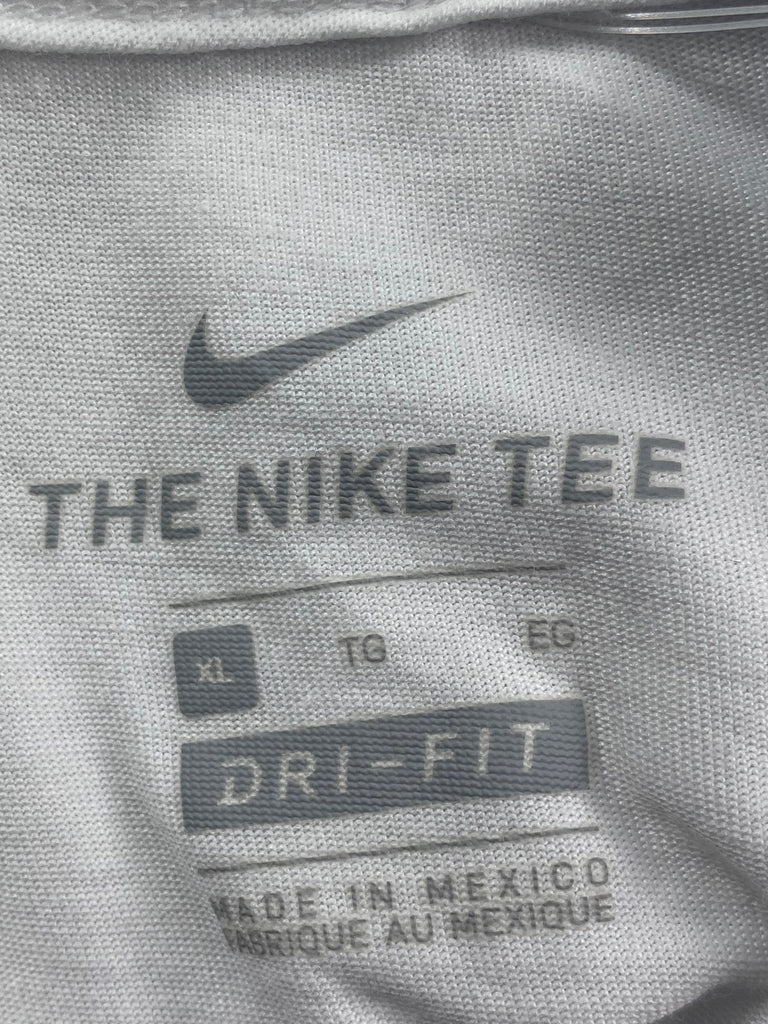 THE NIKE TEE
XL TG EG
DRI-FIT
MADE IN MEXICO
FABRIQUE AU MEXIQUE